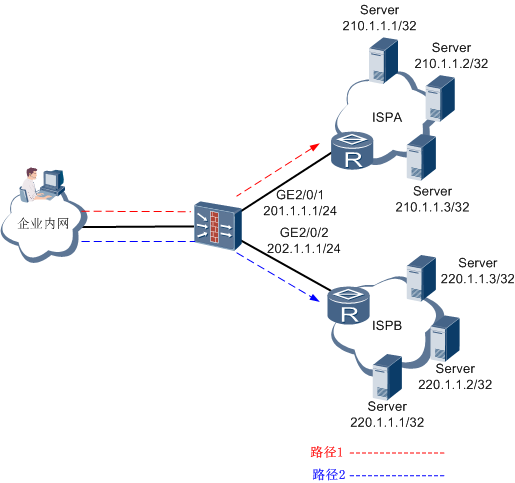 Server
210.1.1.1/32
Server
210.1.1.2/32
ISPA
R
Server
210.1.1.3/32
GE2/0/1
201.1.1.1/24
企业内网
GE2/0/2
202.1.1.1/24
Server
220.1.1.3/32
R
ISPB
Server
220.1.1.2/32
Server
220.1.1.1/32
路径1
路径2